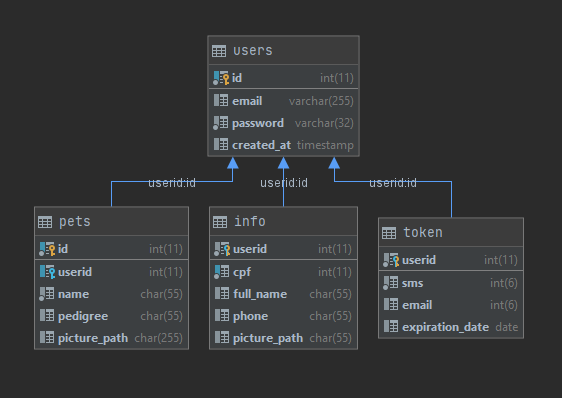 users
id int(11)
email varchar(255)
password varchar(32)
created_at timestamp
userid:id
userid:id
userid:id
pets
id int(11)
userid int(11)
name char(55)
pedigree char(55)
picture_path char(255)
info
userid int(11)
cpf int(11)
full_name char(55)
phone char(55)
picture_path char(55)
token
userid int(11)
sms int(6)
email int(6)
expiration_date date